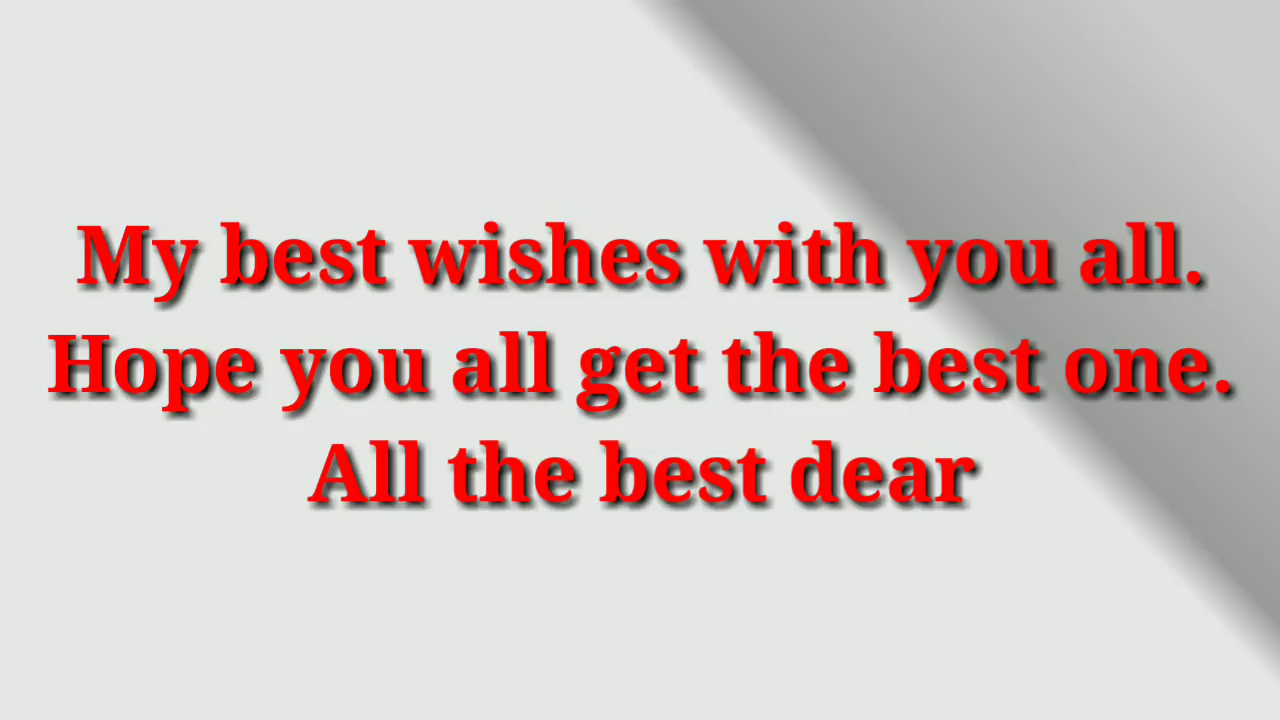 My best wishes with you all.
Hope you all get the best one.
All the best dear